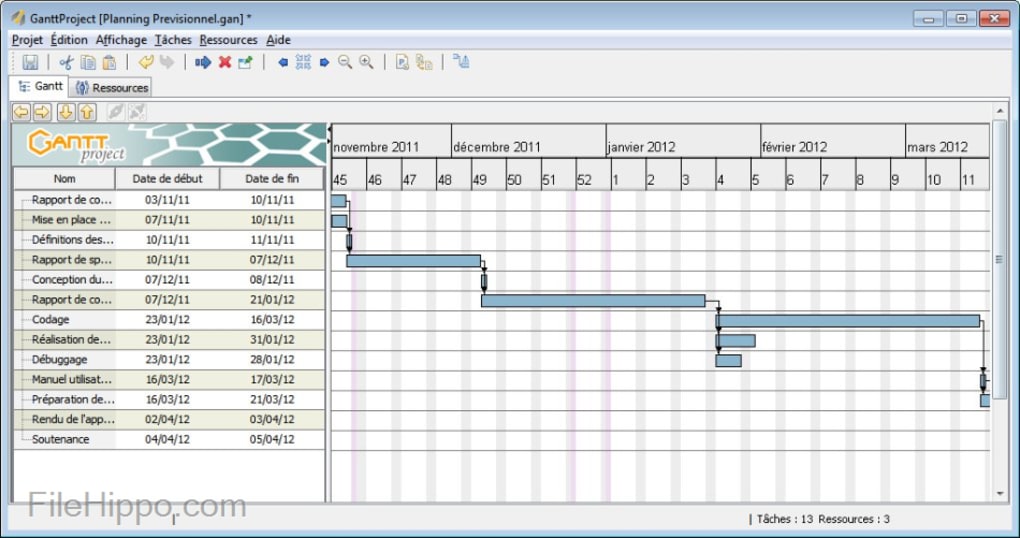 GanttProject [Planning Previsionnel.gan] *
Projet Édition Affichage Tâches Ressources Aide
Gantt Ressources
GANTT project
novembre 2011 décembre 2011 janvier 2012 février 2012 mars 2012
Nom Date de début Date de fin 45 46 47 48 49 50 51 52 1 2 3 4 5 6 7 8 9 10 11
Rapport de co... 03/11/11 10/11/11
Mise en place ... 07/11/11 10/11/11
Définitions des... 10/11/11 11/11/11
Rapport de sp... 10/11/11 07/12/11
Conception du... 07/12/11 08/12/11
Rapport de co... 07/12/11 21/01/12
Codage 23/01/12 16/03/12
Réalisation de... 23/01/12 31/01/12
Débuggage 23/01/12 28/01/12
Manuel utilisat... 16/03/12 17/03/12
Préparation de... 16/03/12 21/03/12
Rendu de l'app... 02/04/12 03/04/12
Soutenance 04/04/12 05/04/12
FileHippo.com
Tâches : 13 Ressources : 3